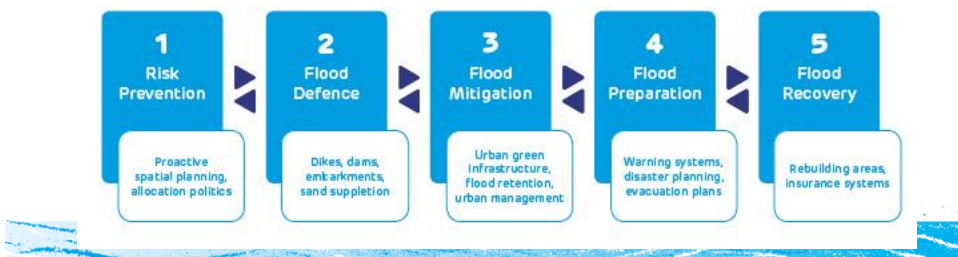 1
Risk
Prevention
Proactive
spatial planning,
allocation politics
2
Flood
Defence
Dikes, dams,
embarkments,
sand suppletion
3
Flood
Mitigation
Urban green
infrastructure,
flood retention,
urban management
4
Flood
Preparation
Warning systems,
disaster planning,
evacuation plans
5
Flood
Recovery
Rebuilding areas,
insurance systems